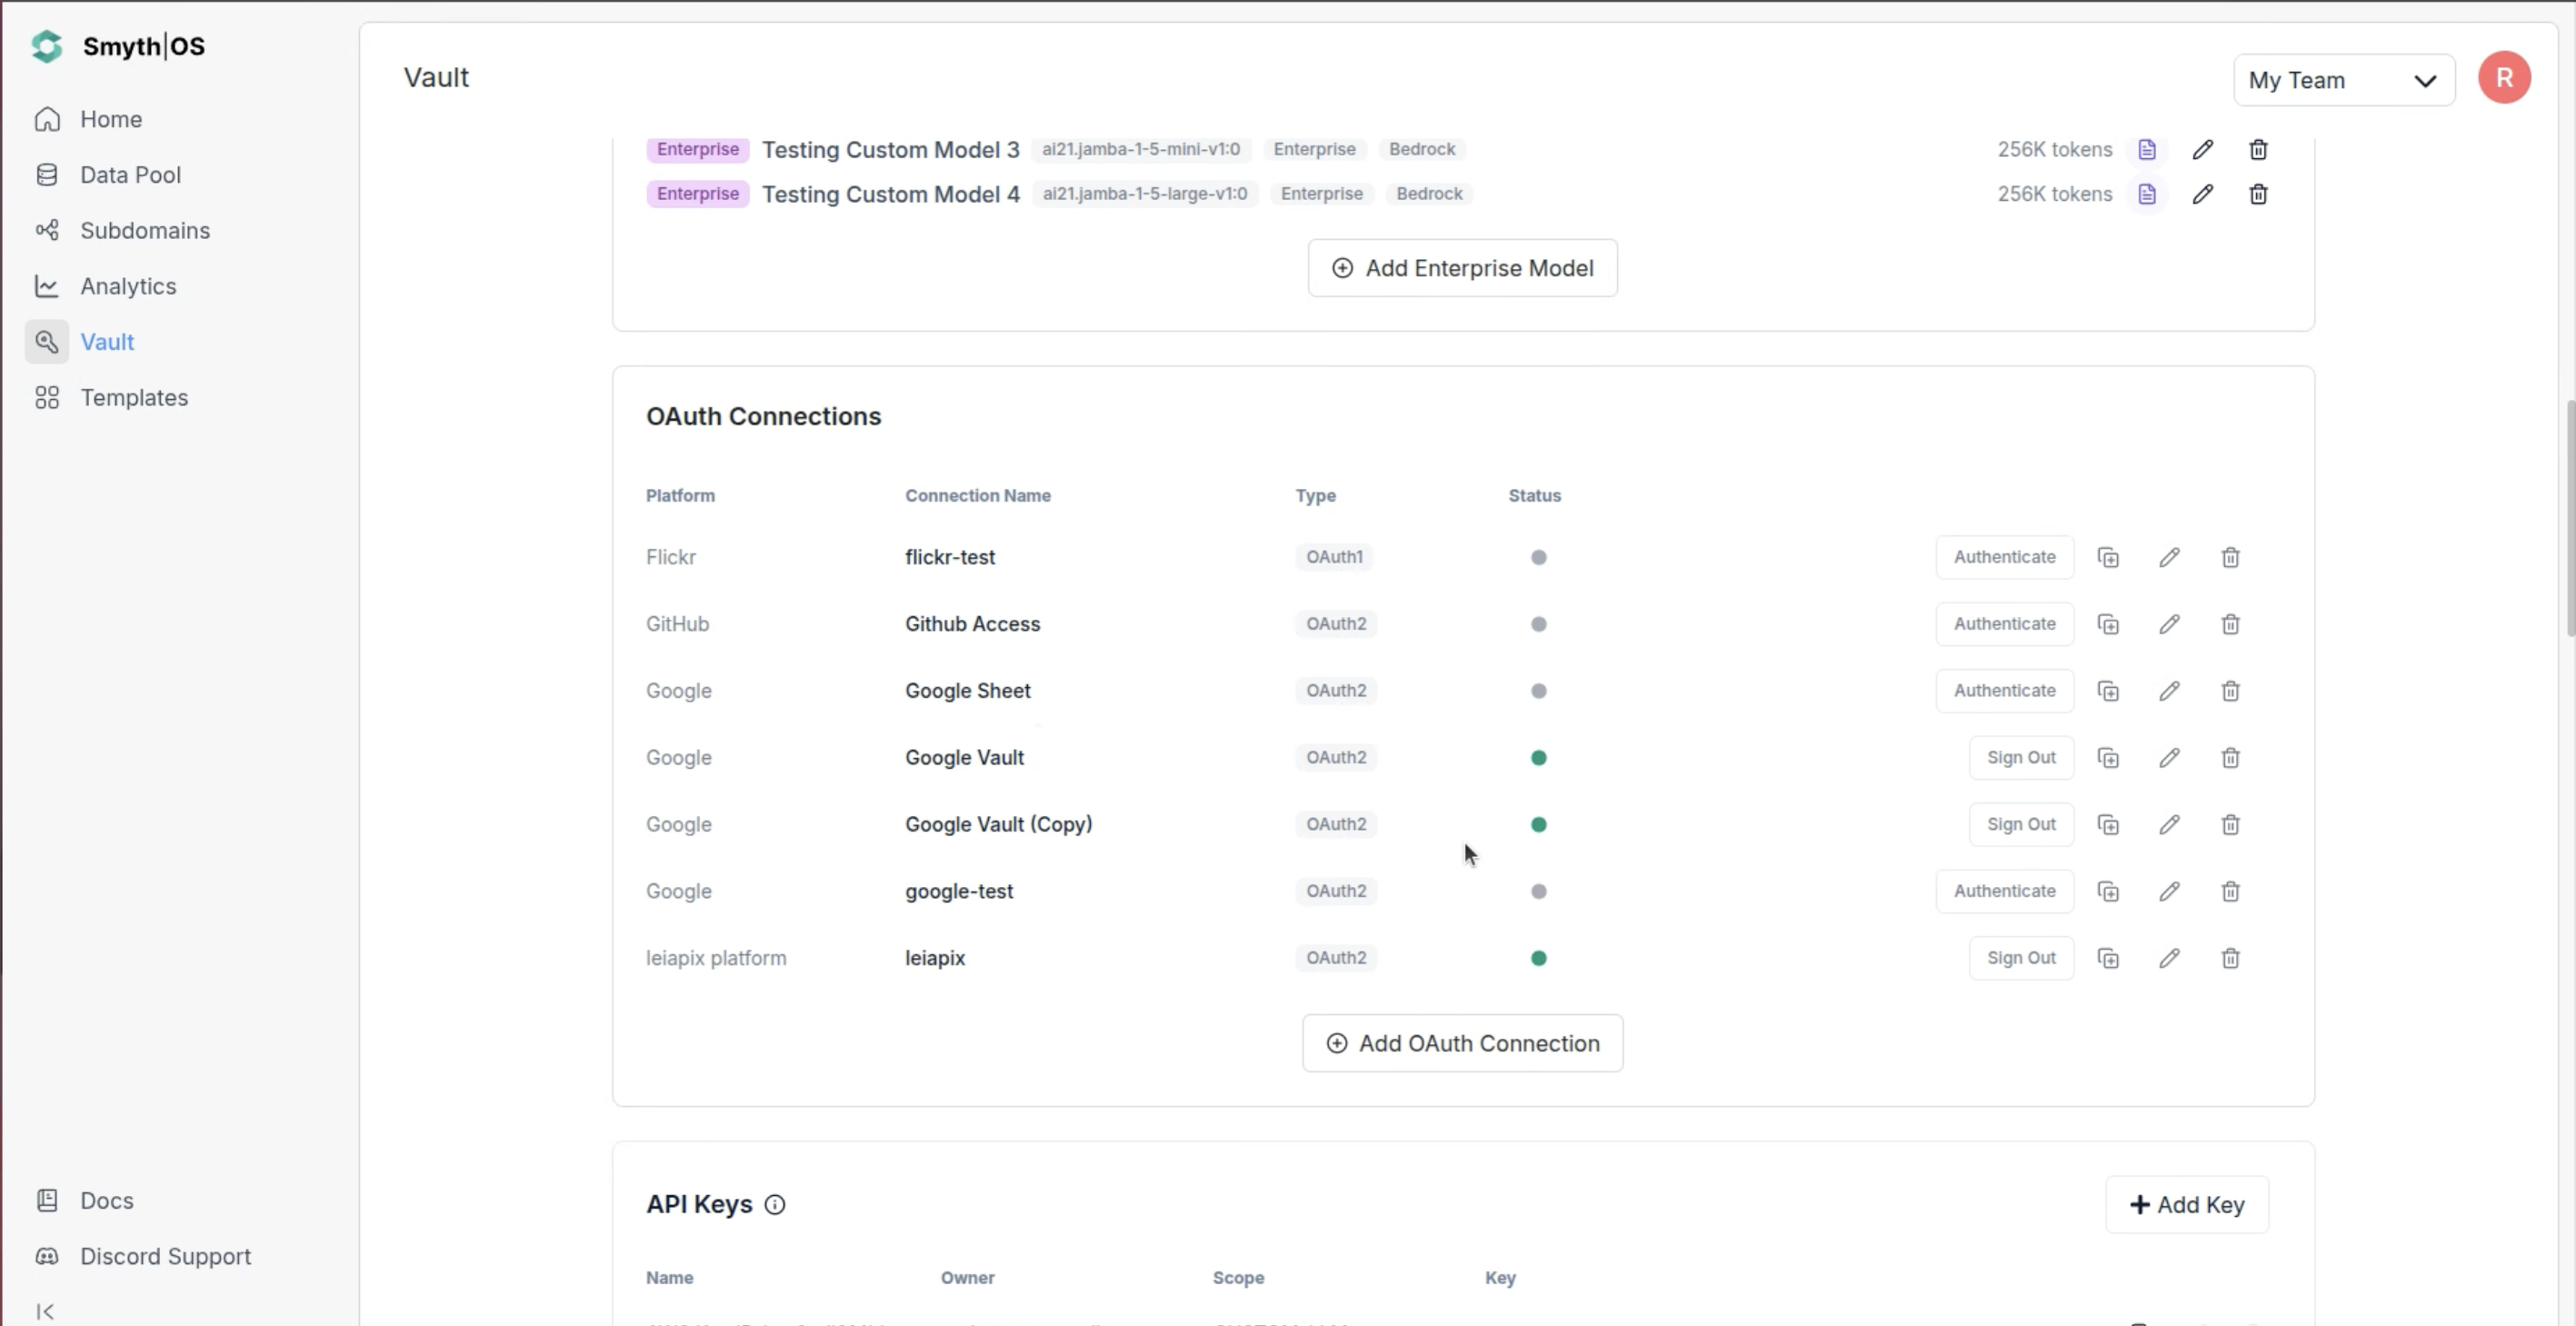 Smyth|OS
Home
Data Pool
Subdomains
Analytics
Vault
Templates
Docs
Discord Support
Vault
My Team
R
Enterprise Testing Custom Model 3 ai21.jamba-1-5-mini-v1:0 Enterprise Bedrock 256K tokens
Enterprise Testing Custom Model 4 ai21.jamba-1-5-large-v1:0 Enterprise Bedrock 256K tokens
Add Enterprise Model
OAuth Connections
Platform Connection Name Type Status
Flickr flickr-test OAuth1 Authenticate
GitHub Github Access OAuth2 Authenticate
Google Google Sheet OAuth2 Authenticate
Google Google Vault OAuth2 Sign Out
Google Google Vault (Copy) OAuth2 Sign Out
Google google-test OAuth2 Authenticate
leiapix platform leiapix OAuth2 Sign Out
Add OAuth Connection
API Keys
Add Key
Name Owner Scope Key